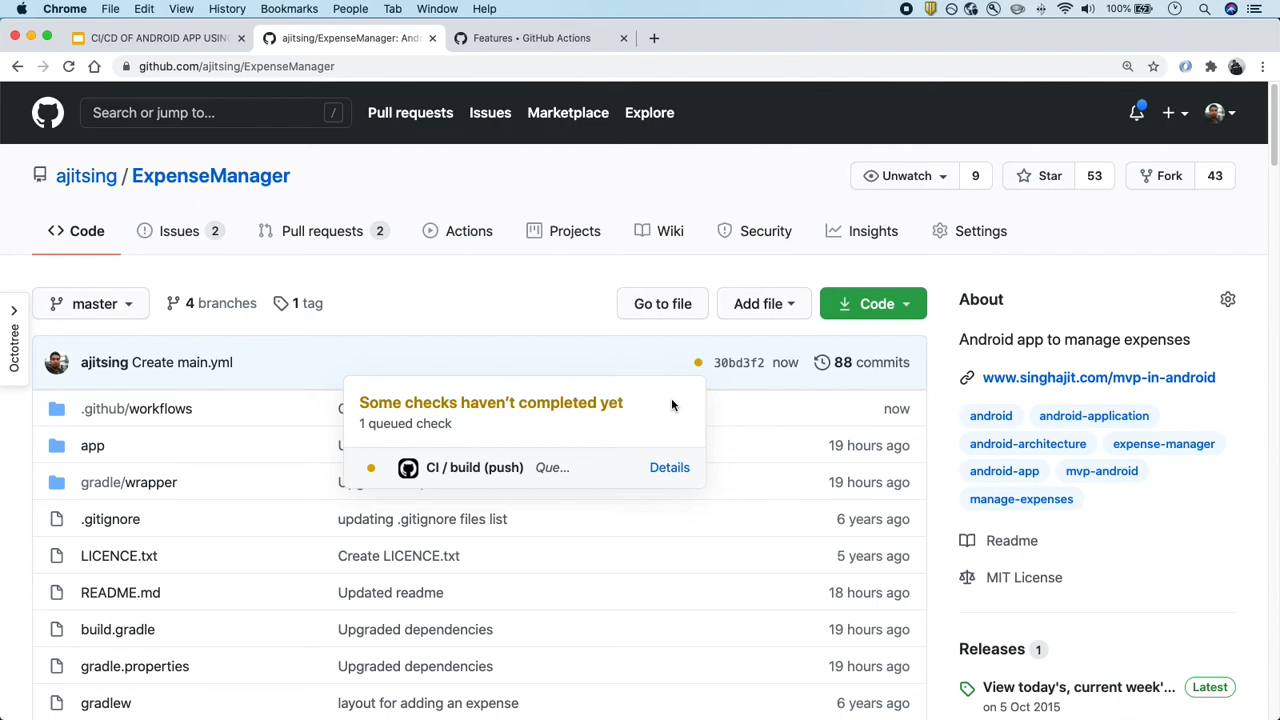 Chrome File Edit View History Bookmarks People Tab Window Help 100%
CI/CD OF ANDROID APP USING
ajitsing/ExpenseManager: And
Features • GitHub Actions
github.com/ajitsing/ExpenseManager
Search or jump to... /
Pull requests Issues Marketplace Explore
ajitsing / ExpenseManager
Unwatch 9 Star 53 Fork 43
Code Issues 2 Pull requests 2 Actions Projects Wiki Security Insights Settings
Octotree
master 4 branches 1 tag Go to file Add file Code
ajitsing Create main.yml 30bd3f2 now 88 commits
Some checks haven't completed yet
1 queued check
CI / build (push) Que... Details
.github/workflows now
app 19 hours ago
gradle/wrapper 19 hours ago
.gitignore updating .gitignore files list 6 years ago
LICENCE.txt Create LICENCE.txt 5 years ago
README.md Updated readme 18 hours ago
build.gradle Upgraded dependencies 19 hours ago
gradle.properties Upgraded dependencies 19 hours ago
gradlew layout for adding an expense 6 years ago
About
Android app to manage expenses
www.singhajit.com/mvp-in-android
android android-application
android-architecture expense-manager
android-app mvp-android
manage-expenses
Readme
MIT License
Releases 1
View today's, current week'... Latest
on 5 Oct 2015